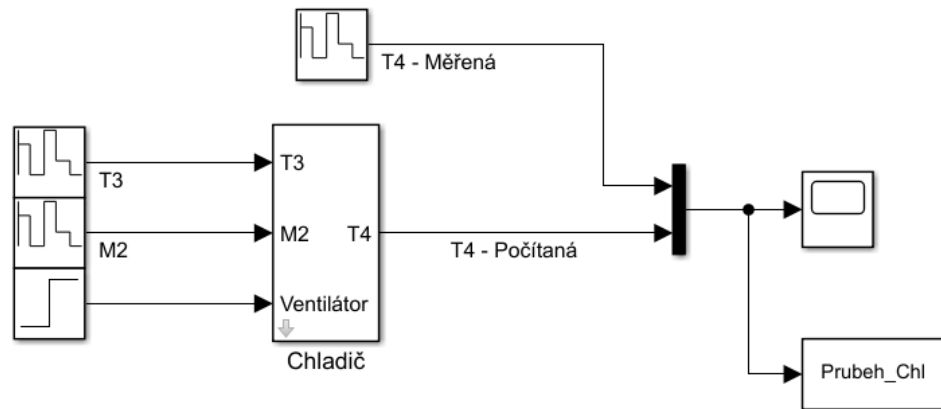 T4 - Měřená
T3
T3
M2
T4
M2
T4 - Počítaná
Ventilátor
Chladič
Prubeh_Chl